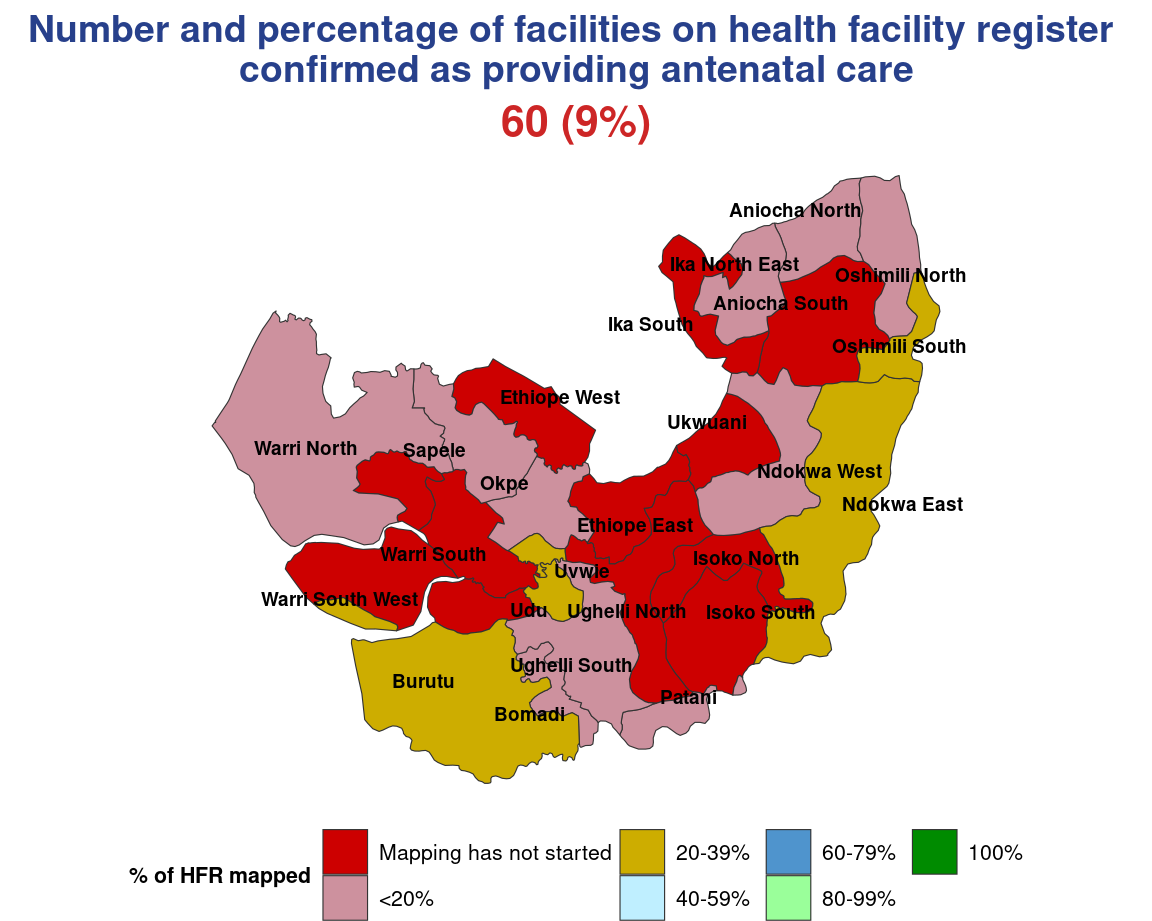 Number and percentage of facilities on health facility register
confirmed as providing antenatal care
60 (9%)
Aniocha North
Ika North East
Oshimili North
Aniocha South
Ika South
Oshimili South
Ethiope West
Ukwuani
Warri North
Sapele
Ndokwa West
Okpe
Ndokwa East
Ethiope East
Warri South
Isoko North
Uvwie
Warri South West
Udu
Ughelli North
Isoko South
Ughelli South
Burutu
Patani
Bomadi
% of HFR mapped
Mapping has not started
<20%
20-39%
40-59%
60-79%
80-99%
100%